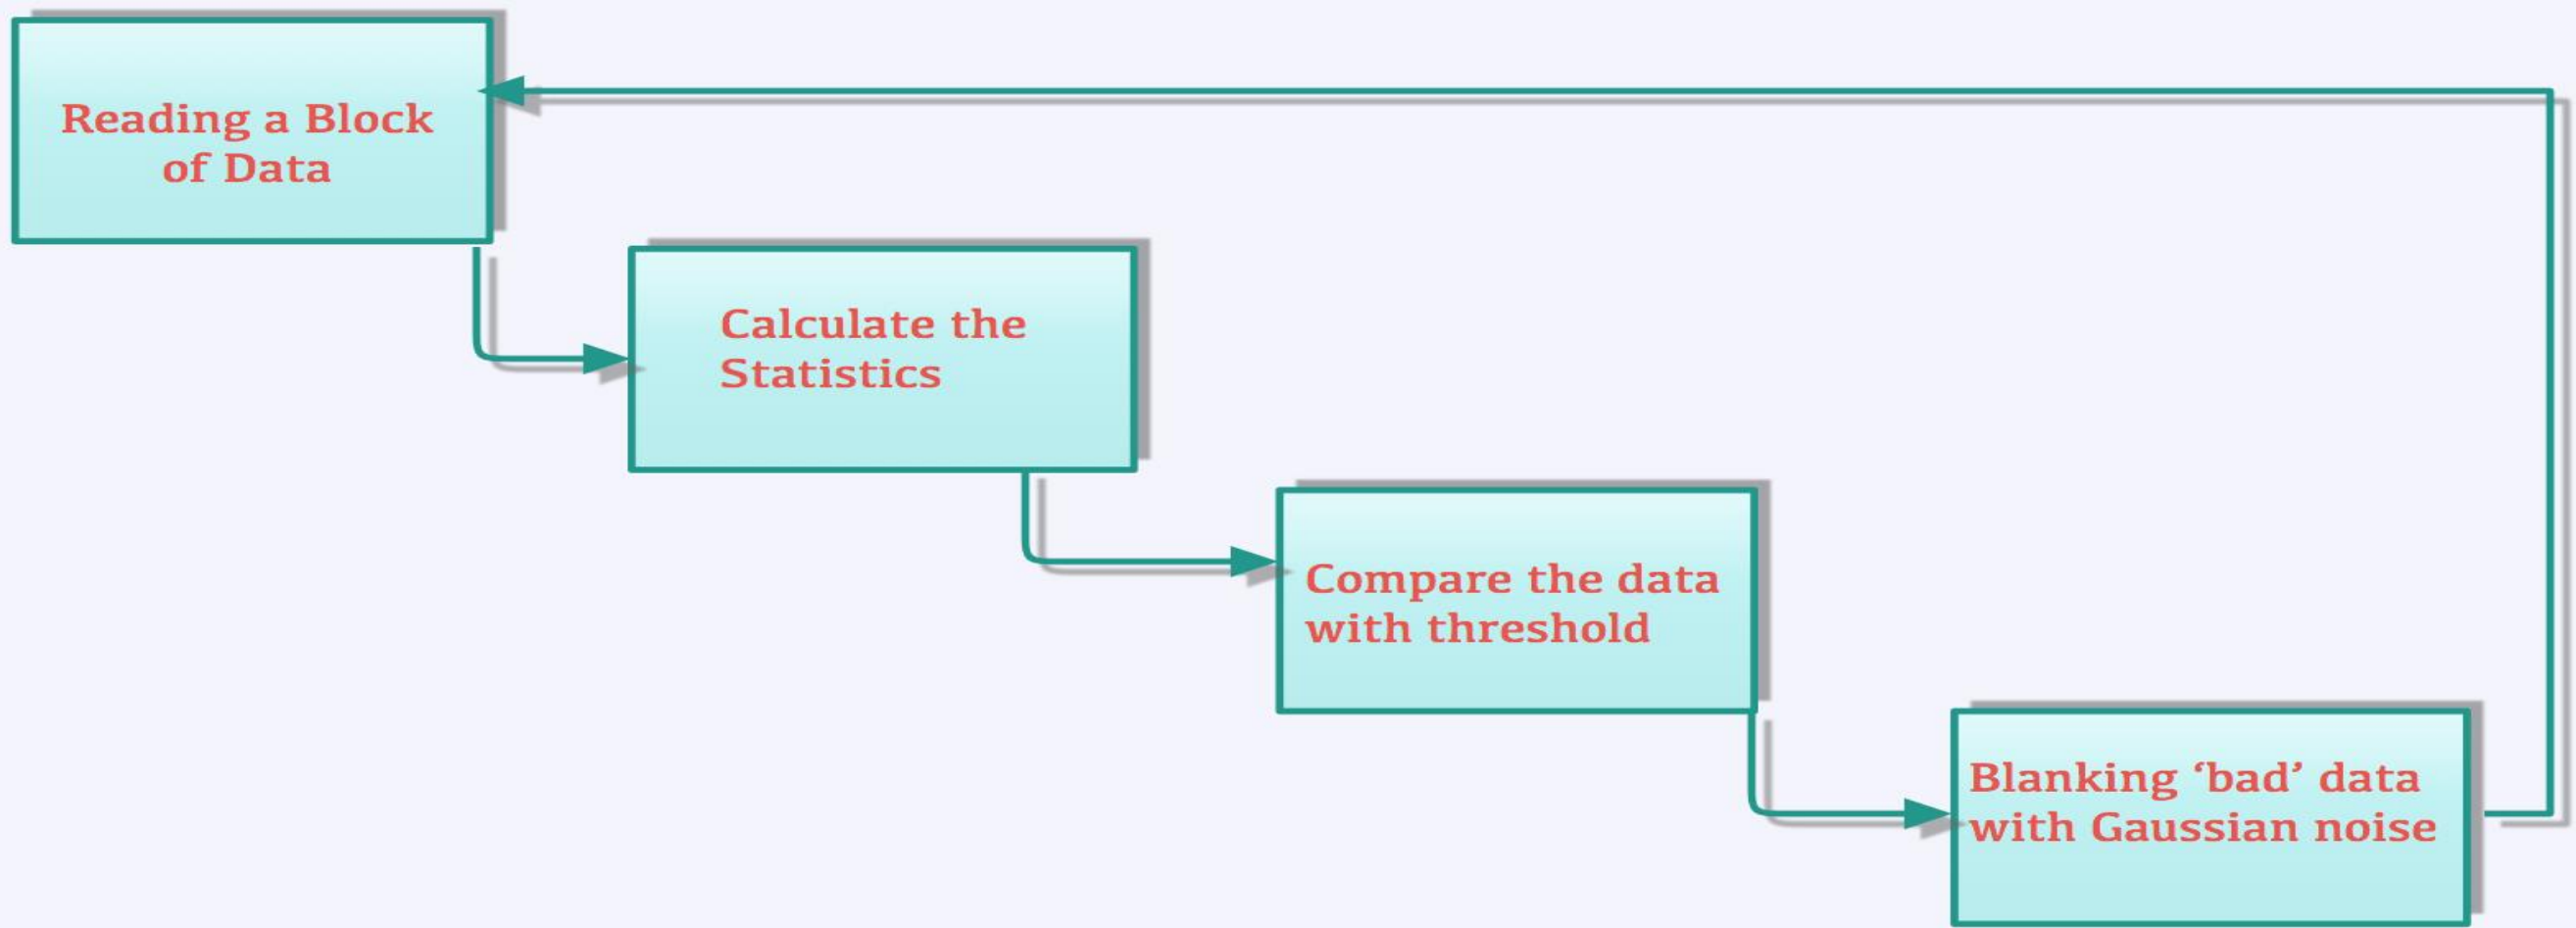 Reading a Block
of Data
Calculate the
Statistics
Compare the data
with threshold
Blanking ‘bad’ data
with Gaussian noise